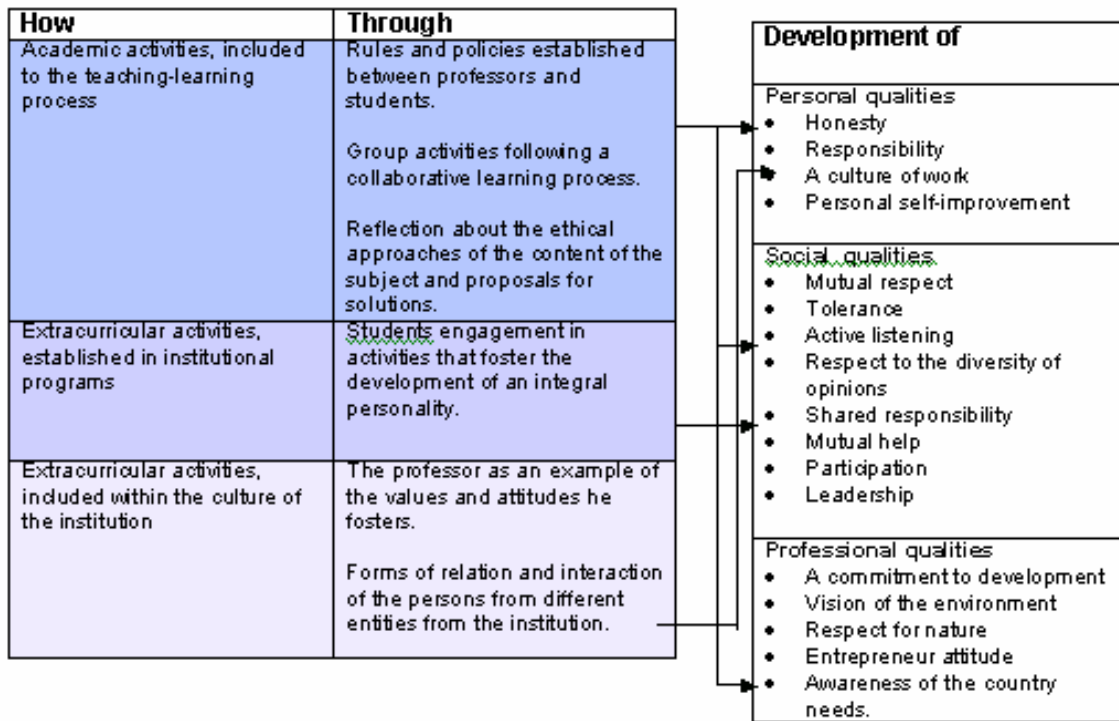 How
Through
Academic activities, included
to the teaching-learning
process
Rules and policies established
between professors and
students.
Group activities following a
collaborative learning process.
Reflection about the ethical
approaches of the content of the
subject and proposals for
solutions.
Extracurricular activities,
established in institutional
programs
Students engagement in
activities that foster the
development of an integral
personality.
Extracurricular activities,
included within the culture of
the institution
The professor as an example of
the values and attitudes he
fosters.
Forms of relation and interaction
of the persons from different
entities from the institution.
Development of
Personal qualities
• Honesty
• Responsibility
• A culture of work
• Personal self-improvement
Social qualities
• Mutual respect
• Tolerance
• Active listening
• Respect to the diversity of
opinions
• Shared responsibility
• Mutual help
• Participation
• Leadership
Professional qualities
• A commitment to development
• Vision of the environment
• Respect for nature
• Entrepreneur attitude
• Awareness of the country
needs.